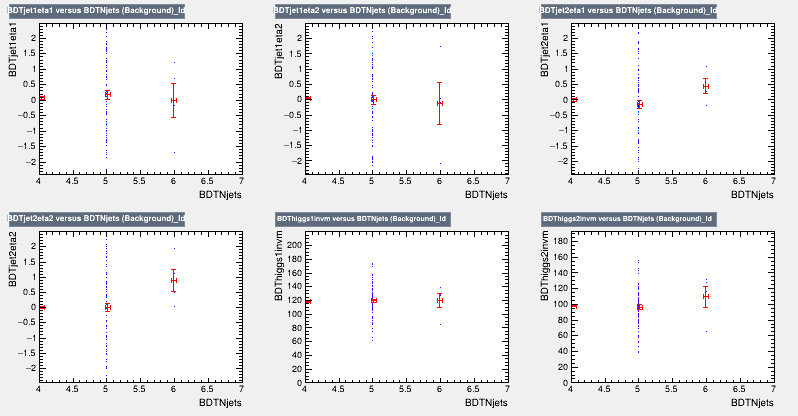 BDTjet1eta1 versus BDTNjets (Background)_Id
BDTjet1eta1
2
1.5
1
0.5
0
−0.5
−1
−1.5
−2
4 4.5 5 5.5 6 6.5 7
BDTNjets
BDTjet1eta2 versus BDTNjets (Background)_Id
BDTjet1eta2
2
1.5
1
0.5
0
−0.5
−1
−1.5
−2
4 4.5 5 5.5 6 6.5 7
BDTNjets
BDTjet2eta1 versus BDTNjets (Background)_Id
BDTjet2eta1
2
1.5
1
0.5
0
−0.5
−1
−1.5
−2
4 4.5 5 5.5 6 6.5 7
BDTNjets
BDTjet2eta2 versus BDTNjets (Background)_Id
BDTjet2eta2
2
1.5
1
0.5
0
−0.5
−1
−1.5
−2
4 4.5 5 5.5 6 6.5 7
BDTNjets
BDThiggs1invm versus BDTNjets (Background)_Id
BDThiggs1invm
200
180
160
140
120
100
80
60
40
20
0
4 4.5 5 5.5 6 6.5 7
BDTNjets
BDThiggs2invm versus BDTNjets (Background)_Id
BDThiggs2invm
180
160
140
120
100
80
60
40
20
0
4 4.5 5 5.5 6 6.5 7
BDTNjets